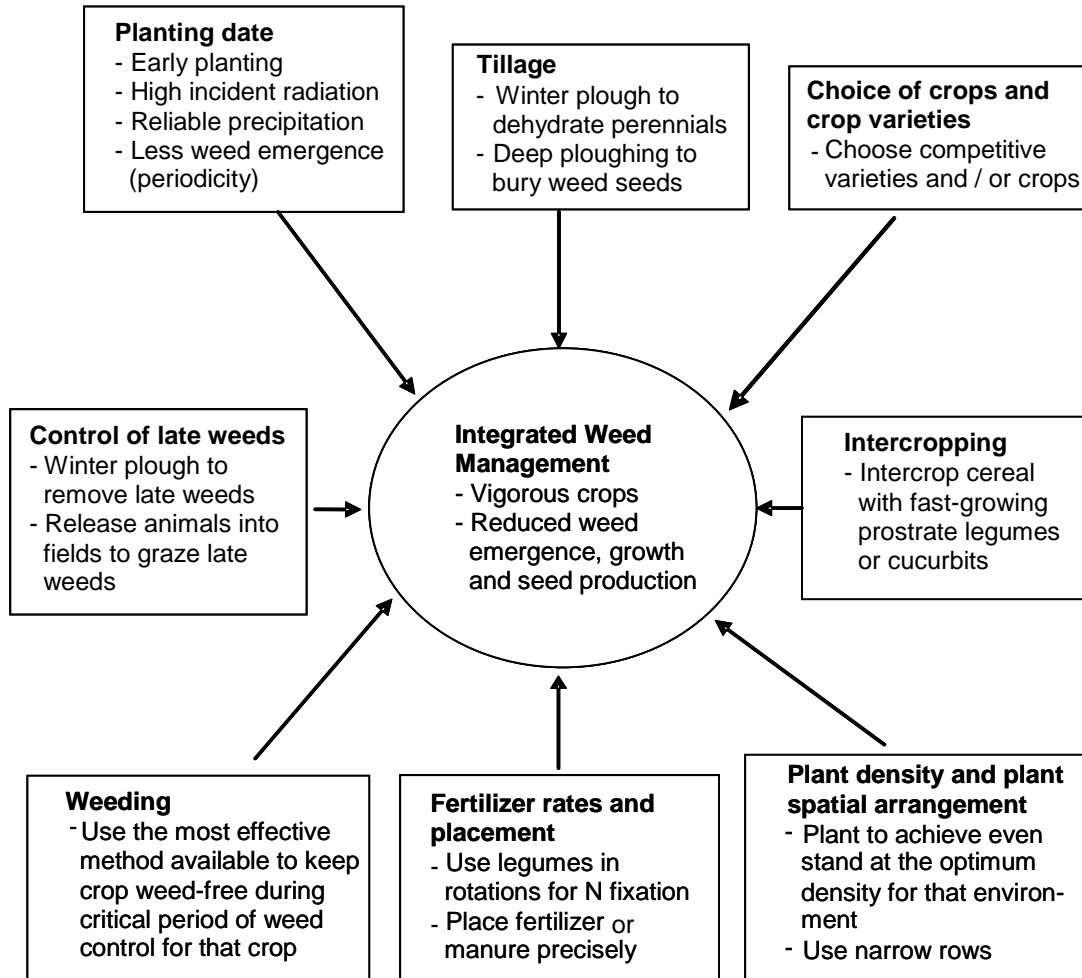 Planting date
- Early planting
- High incident radiation
- Reliable precipitation
- Less weed emergence
(periodicity)
Tillage
- Winter plough to
dehydrate perennials
- Deep ploughing to
bury weed seeds
Choice of crops and
crop varieties
- Choose competitive
varieties and / or crops
Control of late weeds
- Winter plough to
remove late weeds
- Release animals into
fields to graze late
weeds
Integrated Weed
Management
- Vigorous crops
- Reduced weed
emergence, growth
and seed production
Intercropping
- Intercrop cereal
with fast-growing
prostrate legumes
or cucurbits
Weeding
- Use the most effective
method available to keep
crop weed-free during
critical period of weed
control for that crop
Fertilizer rates and
placement
- Use legumes in
rotations for N fixation
- Place fertilizer or
manure precisely
Plant density and plant
spatial arrangement
- Plant to achieve even
stand at the optimum
density for that environ-
ment
- Use narrow rows